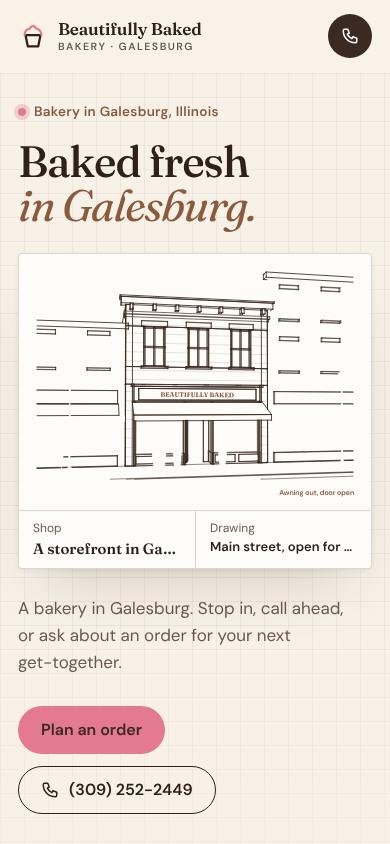 Beautifully Baked
BAKERY · GALESBURG
Bakery in Galesburg, Illinois
Baked fresh
in Galesburg.
BEAUTIFULLY BAKED
Awning out, door open
Shop
A storefront in Ga...
Drawing
Main street, open for ...
A bakery in Galesburg. Stop in, call ahead,
or ask about an order for your next
get-together.
Plan an order
(309) 252-2449